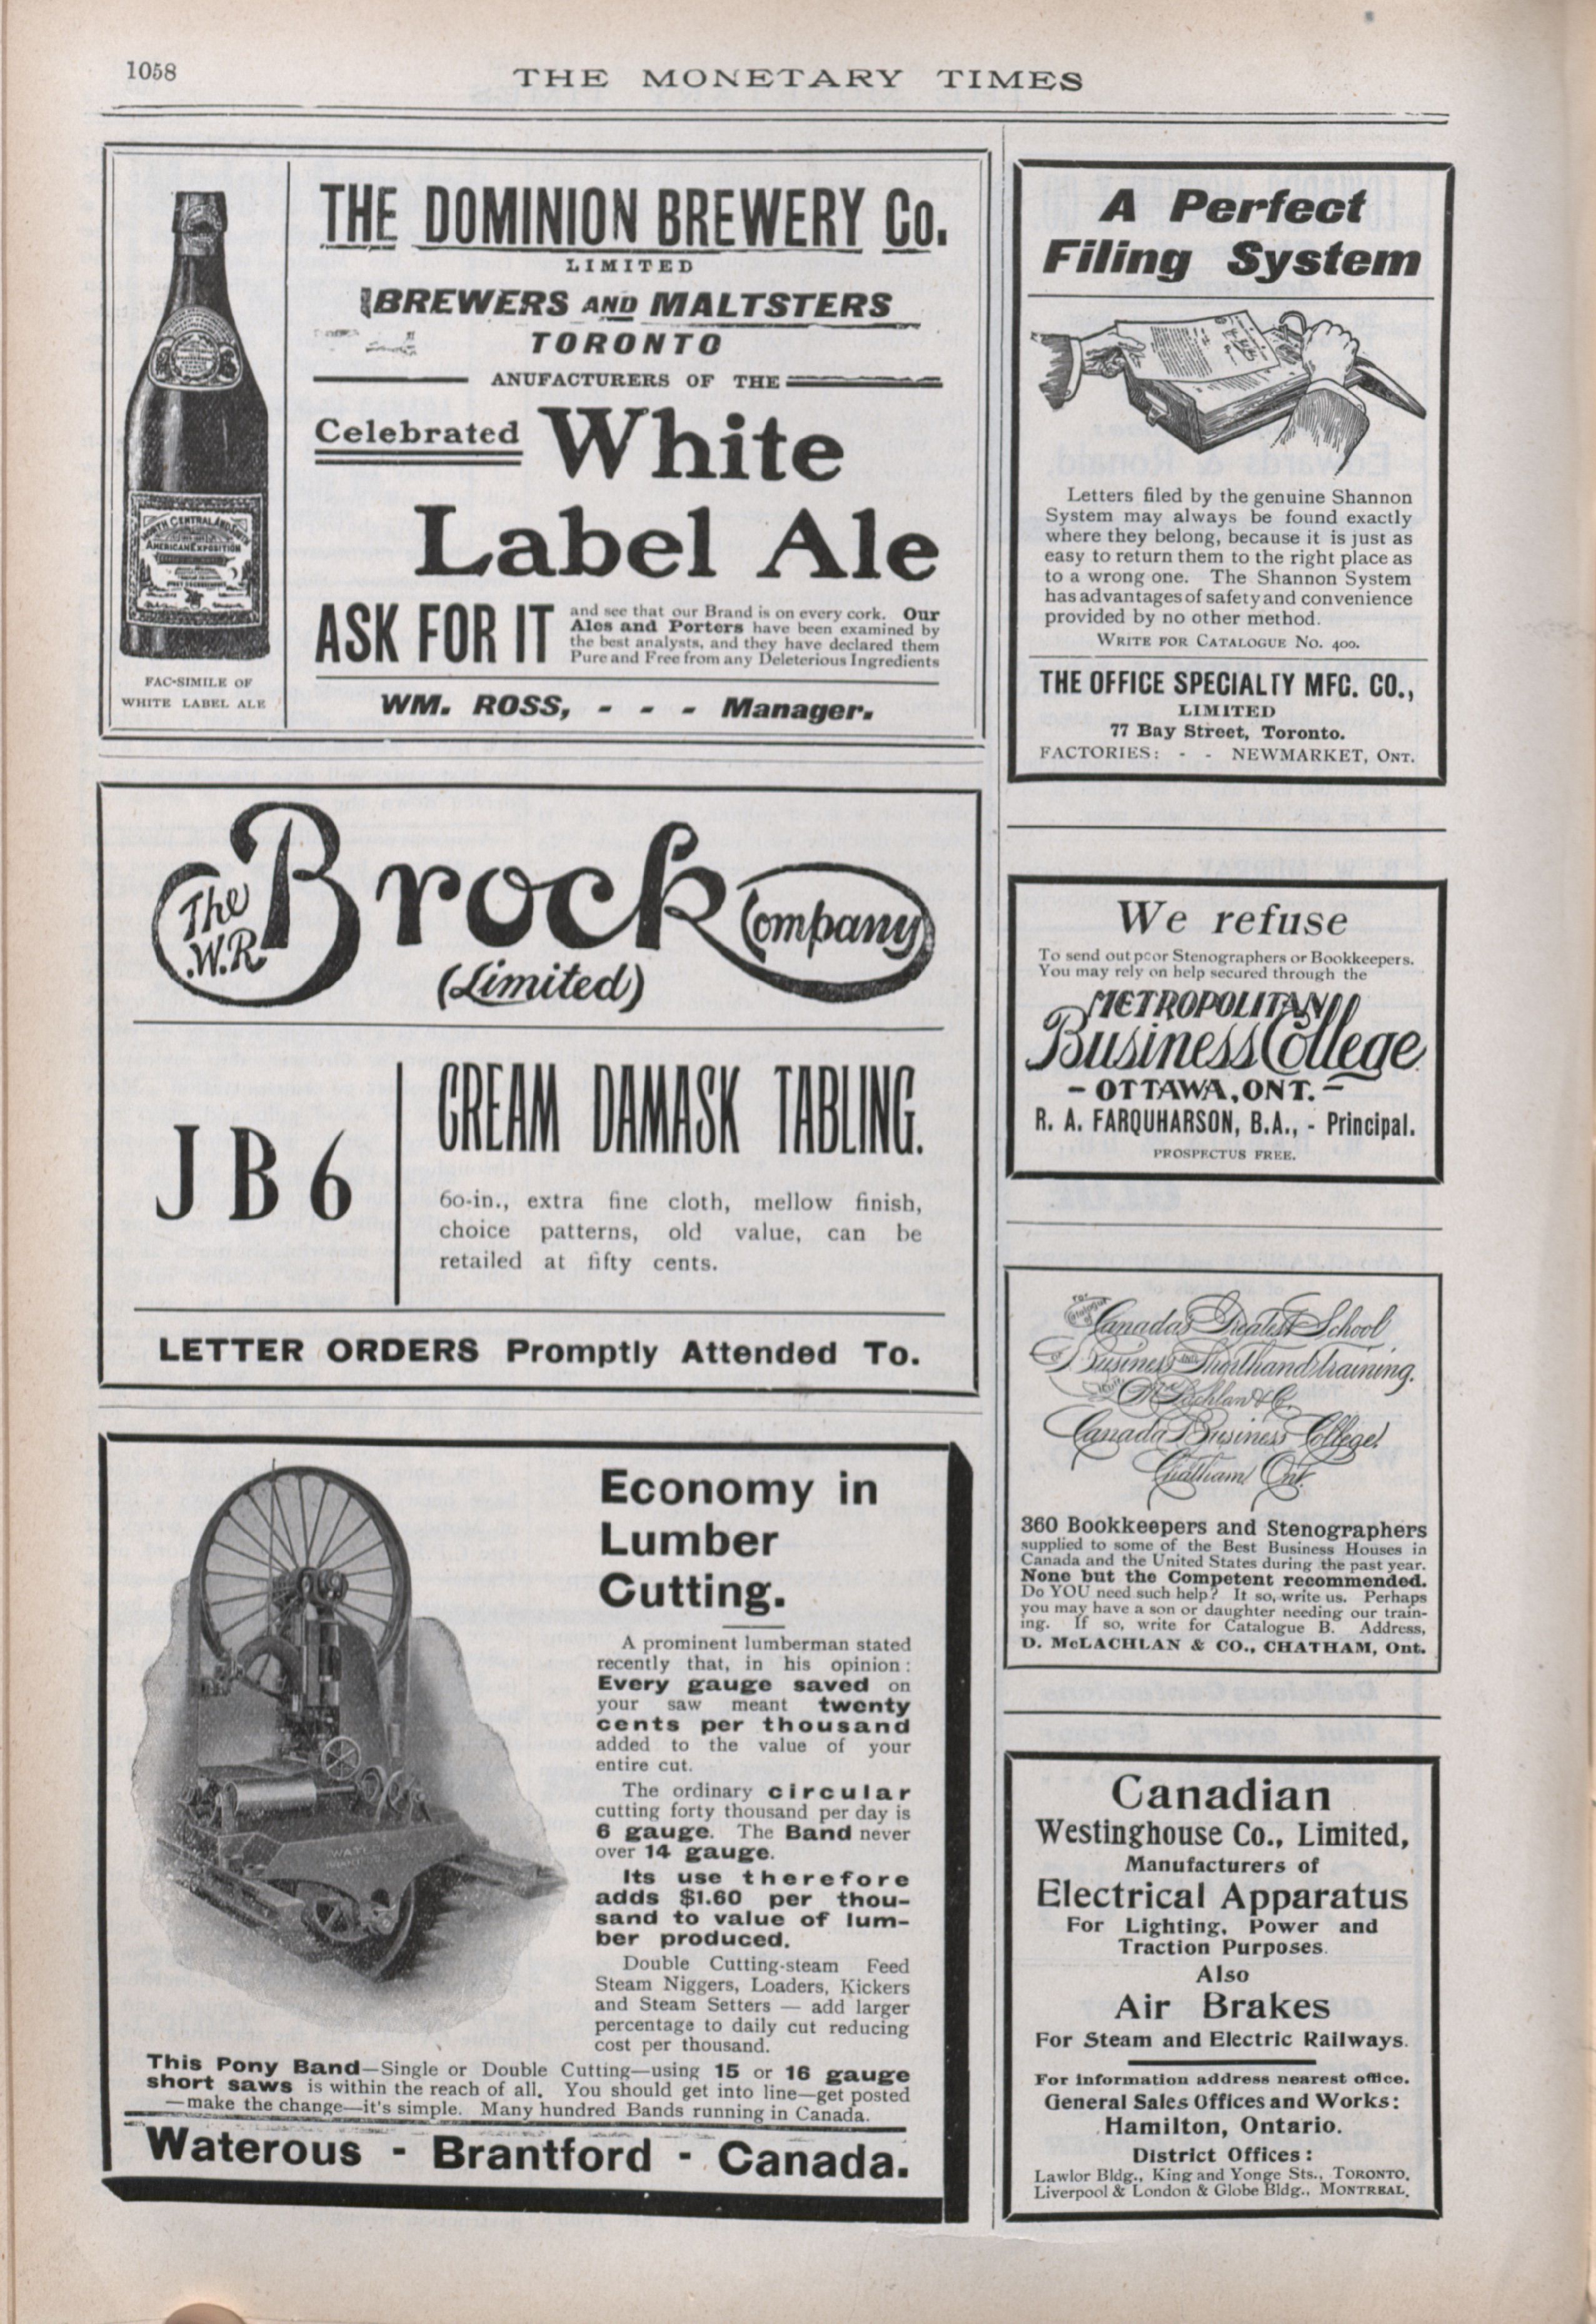 1058
THE MONETARY TIMES
THE DOMINION BREWERY Co.
LIMITED
BREWERS AND MALTSTERS
TORONTO
ANUFACTURERS OF THE
Celebrated White
Label Ale
ASK FOR IT
and see that our Brand is on every cork. Our
Ales and Porters have been examined by
the best analysts, and they have declared them
Pure and Free from any Deleterious Ingredients
WM. ROSS, - - - Manager.
NORTH CENTRAL AND SOUTH
AMERICAN EXPOSITION
FAC-SIMILE OF
WHITE LABEL ALE
The W.R. Brock Company
(Limited)
JB6
CREAM DAMASK TABLING.
60-in., extra fine cloth, mellow finish,
choice patterns, old value, can be
retailed at fifty cents.
LETTER ORDERS Promptly Attended To.
Economy in
Lumber
Cutting.
A prominent lumberman stated
recently that, in his opinion:
Every gauge saved on
your saw meant twenty
cents per thousand
added to the value of your
entire cut.
The ordinary circular
cutting forty thousand per day is
6 gauge. The Band never
over 14 gauge.
Its use therefore
adds $1.60 per thou-
sand to value of lum-
ber produced.
Double Cutting-steam Feed
Steam Niggers, Loaders, Kickers
and Steam Setters — add larger
percentage to daily cut reducing
cost per thousand.
This Pony Band—Single or Double Cutting—using 15 or 16 gauge
short saws is within the reach of all. You should get into line—get posted
—make the change—it's simple. Many hundred Bands running in Canada.
Waterous - Brantford - Canada.
A Perfect
Filing System
Letters filed by the genuine Shannon
System may always be found exactly
where they belong, because it is just as
easy to return them to the right place as
to a wrong one. The Shannon System
has advantages of safety and convenience
provided by no other method.
WRITE FOR CATALOGUE No. 400.
THE OFFICE SPECIALTY MFG. CO.,
LIMITED
77 Bay Street, Toronto.
FACTORIES: - - NEWMARKET, ONT.
We refuse
To send out poor Stenographers or Bookkeepers.
You may rely on help secured through the
METROPOLITAN
Business College
- OTTAWA, ONT. -
R. A. FARQUHARSON, B.A., - Principal.
PROSPECTUS FREE.
For Catalogue of
Canada's Greatest School
OF Business AND Shorthand training.
Write
McLachlan & Co.
Canada Business College
Chatham Ont.
360 Bookkeepers and Stenographers
supplied to some of the Best Business Houses in
Canada and the United States during the past year.
None but the Competent recommended.
Do YOU need such help? If so, write us. Perhaps
you may have a son or daughter needing our train-
ing. If so, write for Catalogue B. Address,
D. McLACHLAN & CO., CHATHAM, Ont.
Canadian
Westinghouse Co., Limited,
Manufacturers of
Electrical Apparatus
For Lighting, Power and
Traction Purposes.
Also
Air Brakes
For Steam and Electric Railways.
For information address nearest office.
General Sales Offices and Works:
Hamilton, Ontario.
District Offices:
Lawlor Bldg., King and Yonge Sts., TORONTO.
Liverpool & London & Globe Bldg., MONTREAL.